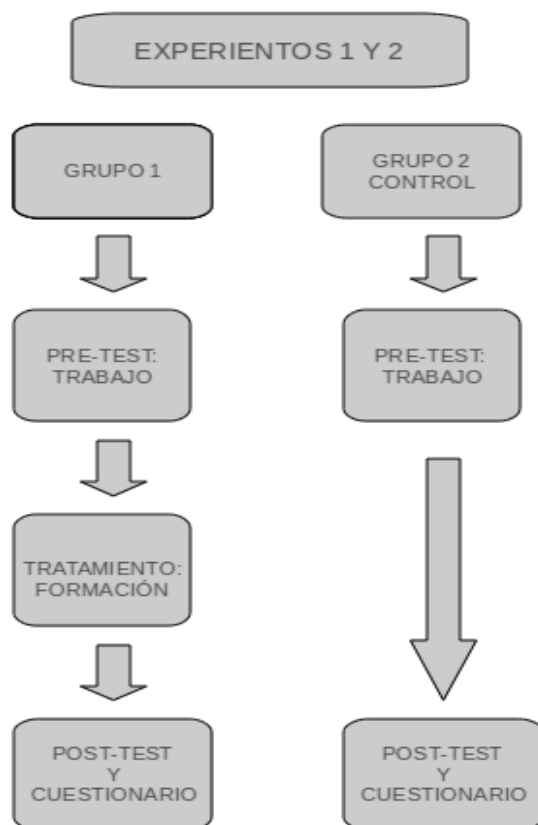 EXPERIENTOS 1 Y 2
GRUPO 1
GRUPO 2
CONTROL
PRE-TEST:
TRABAJO
PRE-TEST:
TRABAJO
TRATAMIENTO:
FORMACIÓN
POST-TEST
Y
CUESTIONARIO
POST-TEST
Y
CUESTIONARIO